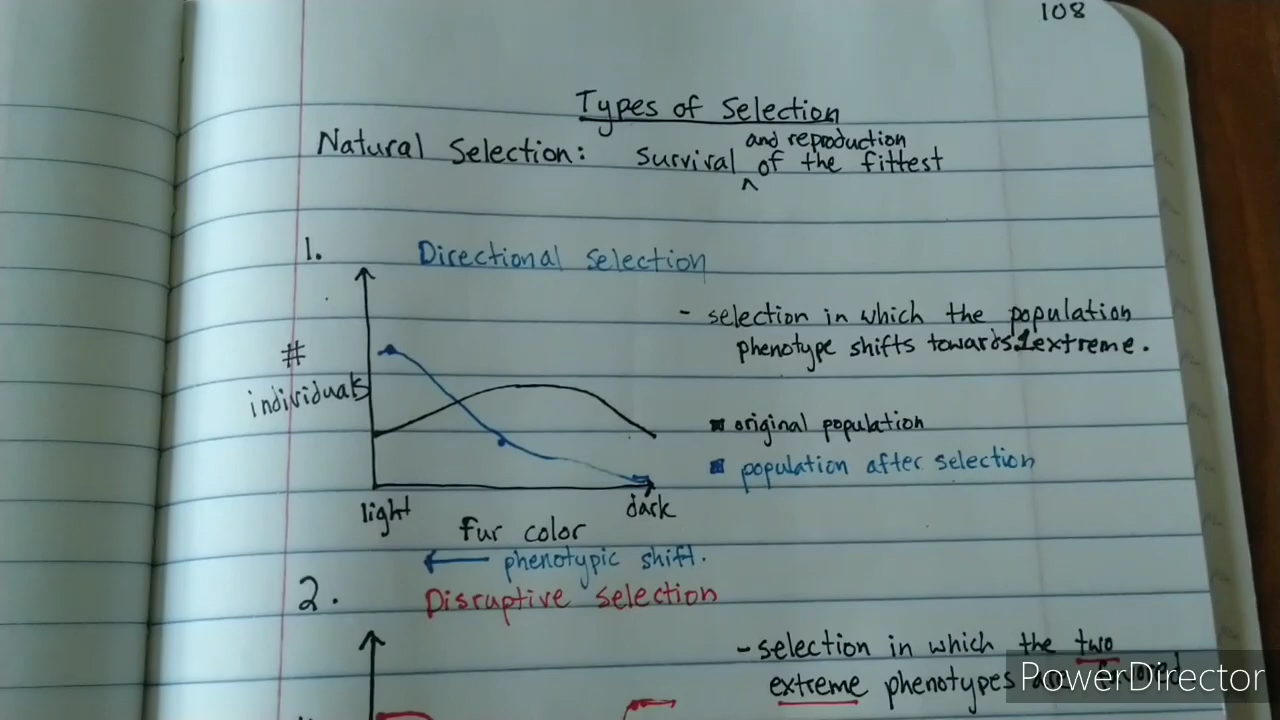 108
Types of Selection
and reproduction
Natural Selection: Survival ^ of the fittest
1. Directional Selection
- selection in which the population
phenotype shifts towards 1 extreme.
#
individuals
■ original population
■ population after selection
light dark
fur color
← phenotypic shift.
2. Disruptive Selection
- selection in which the two
extreme phenotypes are favored
PowerDirector